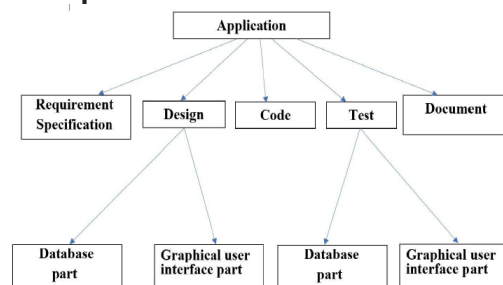 Application
Requirement
Specification
Design
Code
Test
Document
Database
part
Graphical user
interface part
Database
part
Graphical user
interface part